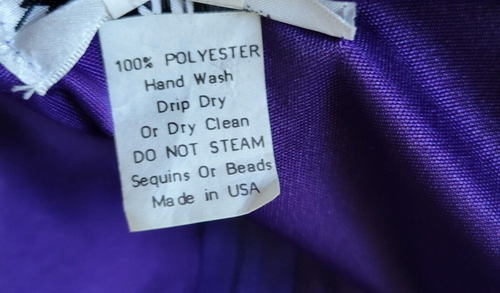 100% POLYESTER
Hand Wash
Drip Dry
Or Dry Clean
DO NOT STEAM
Sequins Or Beads
Made in USA